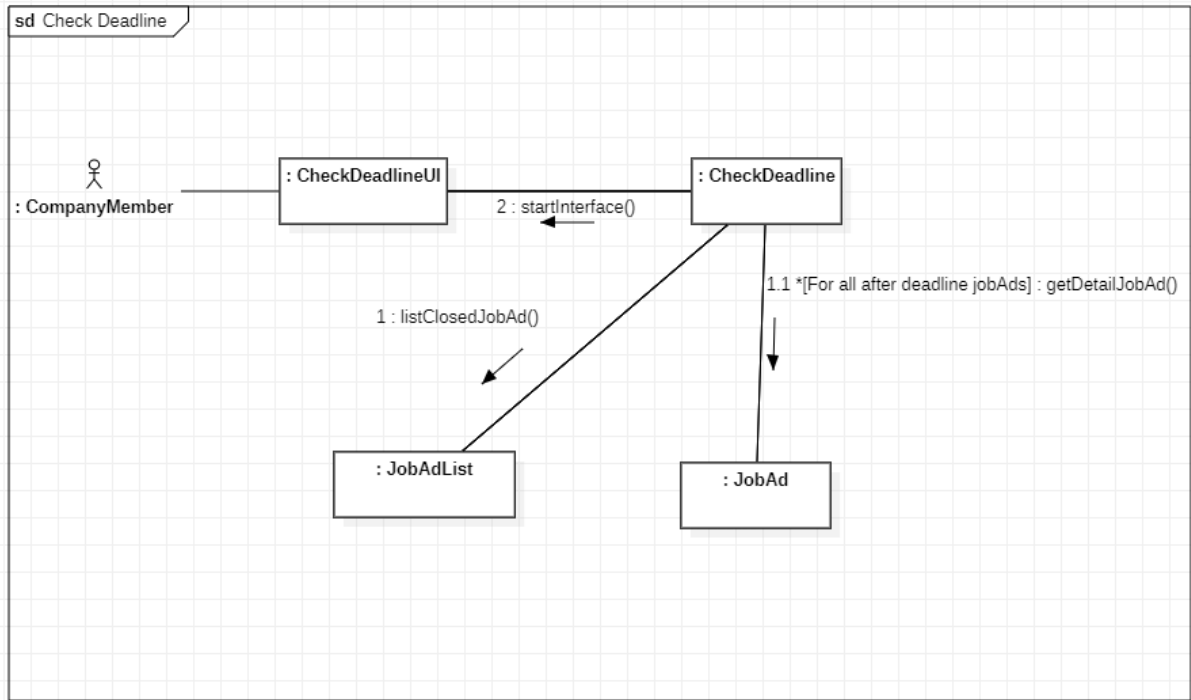 sd Check Deadline
: CompanyMember
: CheckDeadlineUI
: CheckDeadline
2 : startInterface()
1.1 *[For all after deadline jobAds] : getDetailJobAd()
1 : listClosedJobAd()
: JobAdList
: JobAd